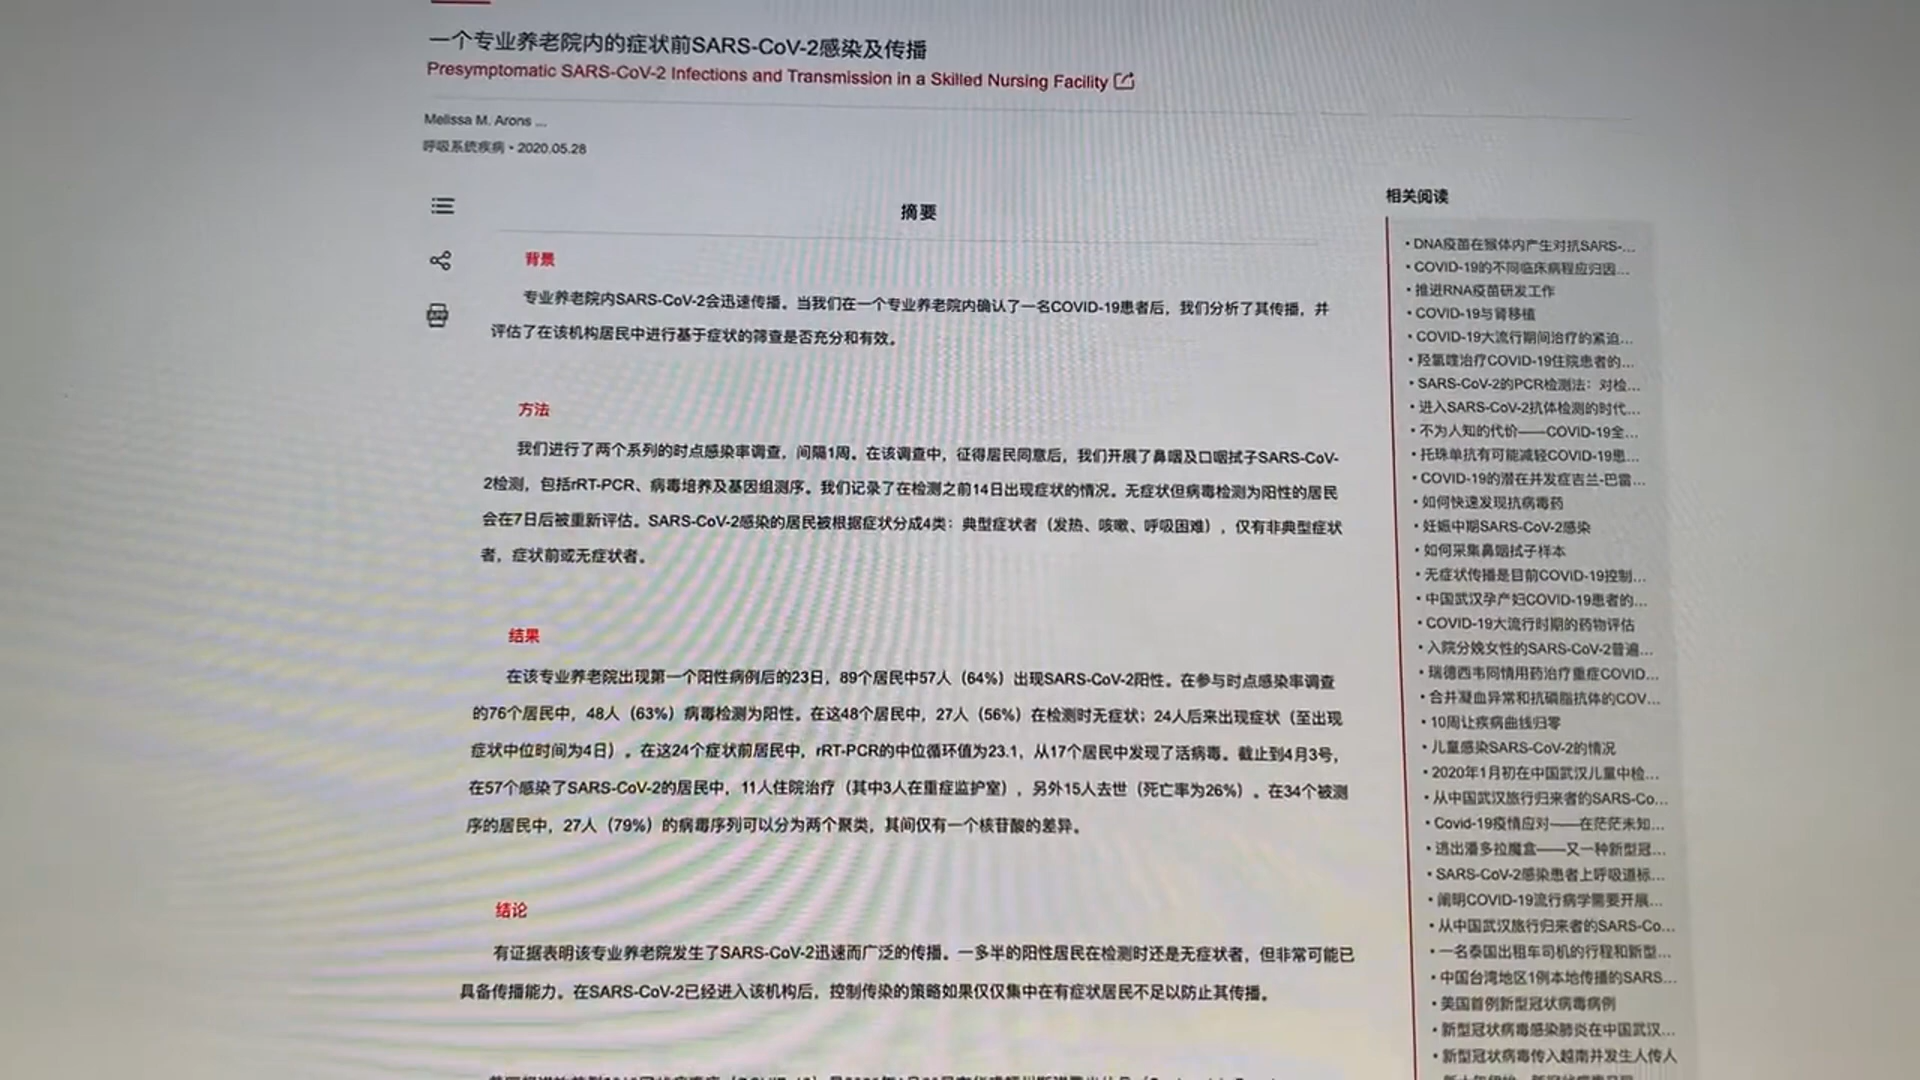 一个专业养老院内的症状前SARS-CoV-2感染及传播
Presymptomatic SARS-CoV-2 Infections and Transmission in a Skilled Nursing Facility
Melissa M. Arons ...
呼吸系统疾病 • 2020.05.28
摘要
背景
专业养老院内SARS-CoV-2会迅速传播。当我们在一个专业养老院内确认了一名COVID-19患者后，我们分析了其传播，并
评估了在该机构居民中进行基于症状的筛查是否充分和有效。
方法
我们进行了两个系列的时点感染率调查，间隔1周。在该调查中，征得居民同意后，我们开展了鼻咽及口咽拭子SARS-CoV-
2检测，包括rRT-PCR、病毒培养及基因组测序。我们记录了在检测之前14日出现症状的情况。无症状但病毒检测为阳性的居民
会在7日后被重新评估。SARS-CoV-2感染的居民被根据症状分成4类：典型症状者（发热、咳嗽、呼吸困难），仅有非典型症状
者，症状前或无症状者。
结果
在该专业养老院出现第一个阳性病例后的23日，89个居民中57人（64%）出现SARS-CoV-2阳性。在参与时点感染率调查
的76个居民中，48人（63%）病毒检测为阳性。在这48个居民中，27人（56%）在检测时无症状；24人后来出现症状（至出现
症状中位时间为4日）。在这24个症状前居民中，rRT-PCR的中位循环值为23.1，从17个居民中发现了活病毒。截止到4月3号，
在57个感染了SARS-CoV-2的居民中，11人住院治疗（其中3人在重症监护室），另外15人去世（死亡率为26%）。在34个被测
序的居民中，27人（79%）的病毒序列可以分为两个聚类，其间仅有一个核苷酸的差异。
结论
有证据表明该专业养老院发生了SARS-CoV-2迅速而广泛的传播。一多半的阳性居民在检测时还是无症状者，但非常可能已
具备传播能力。在SARS-CoV-2已经进入该机构后，控制传染的策略如果仅仅集中在有症状居民不足以防止其传播。
相关阅读
• DNA疫苗在猴体内产生对抗SARS-...
• COVID-19的不同临床病程应归因...
• 推进RNA疫苗研发工作
• COVID-19与肾移植
• COVID-19大流行期间治疗的紧迫...
• 羟氯喹治疗COVID-19住院患者的...
• SARS-CoV-2的PCR检测法：对检...
• 进入SARS-CoV-2抗体检测的时代...
• 不为人知的代价——COVID-19全...
• 托珠单抗有可能减轻COVID-19患...
• COVID-19的潜在并发症吉兰-巴雷...
• 如何快速发现抗病毒药
• 妊娠中期SARS-CoV-2感染
• 如何采集鼻咽拭子样本
• 无症状传播是目前COVID-19控制...
• 中国武汉孕产妇COVID-19患者的...
• COVID-19大流行时期的药物评估
• 入院分娩女性的SARS-CoV-2普遍...
• 瑞德西韦同情用药治疗重症COVID...
• 合并凝血异常和抗磷脂抗体的COV...
• 10周让疾病曲线归零
• 儿童感染SARS-CoV-2的情况
• 2020年1月初在中国武汉儿童中检...
• 从中国武汉旅行归来者的SARS-Co...
• Covid-19疫情应对——在茫茫未知...
• 逃出潘多拉魔盒——又一种新型冠...
• SARS-CoV-2感染患者上呼吸道标...
• 阐明COVID-19流行病学需要开展...
• 从中国武汉旅行归来者的SARS-Co...
• 一名泰国出租车司机的行程和新型...
• 中国台湾地区1例本地传播的SARS...
• 美国首例新型冠状病毒病例
• 新型冠状病毒感染肺炎在中国武汉...
• 新型冠状病毒传入越南并发生人传人